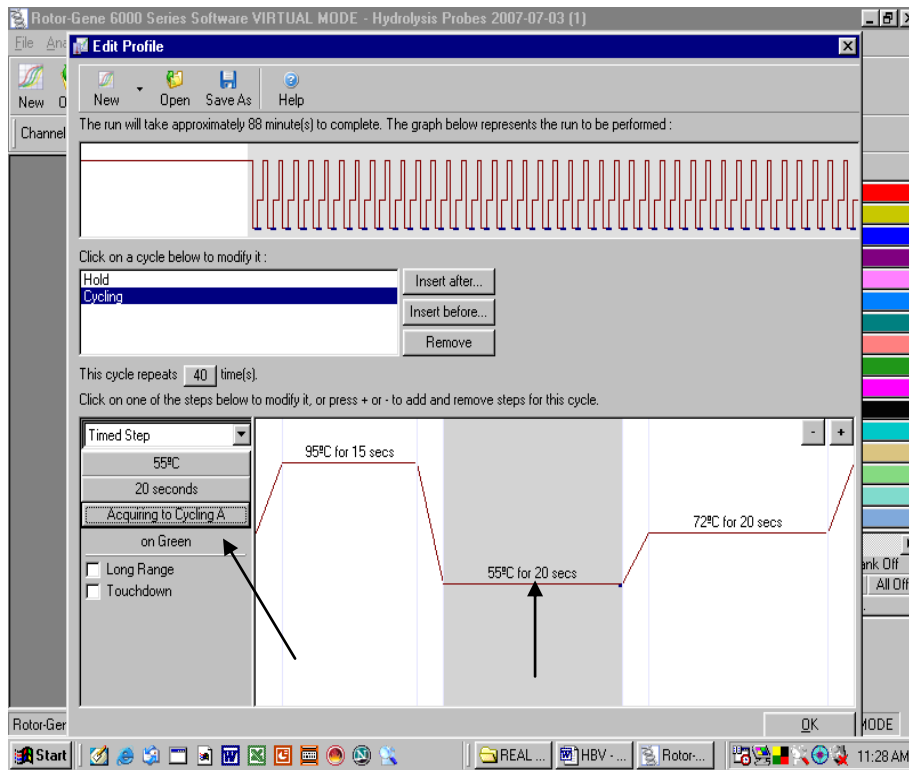 Rotor-Gene 6000 Series Software VIRTUAL MODE - Hydrolysis Probes 2007-07-03 (1)
File Ana
Edit Profile
New Open Save As Help
New O
The run will take approximately 88 minute(s) to complete. The graph below represents the run to be performed :
Channel
Click on a cycle below to modify it :
Hold
Cycling
Insert after...
Insert before...
Remove
This cycle repeats 40 time(s).
Click on one of the steps below to modify it, or press + or - to add and remove steps for this cycle.
Timed Step
- +
55ºC
20 seconds
Acquiring to Cycling A
on Green
Long Range
Touchdown
95ºC for 15 secs
55ºC for 20 secs
72ºC for 20 secs
ank Off
All Off
OK
Rotor-Ger
MODE
Start
REAL ...
HBV - ...
Rotor-...
11:28 AM